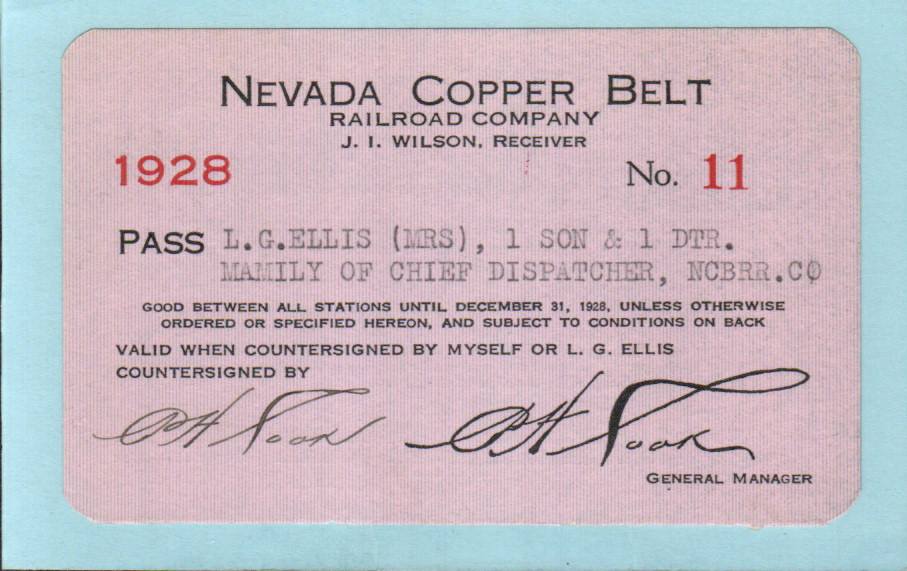 NEVADA COPPER BELT
RAILROAD COMPANY
J. I. WILSON, RECEIVER
1928 No. 11
PASS L.G.ELLIS (MRS), 1 SON & 1 DTR.
MAMILY OF CHIEF DISPATCHER, NCBRR.CO
GOOD BETWEEN ALL STATIONS UNTIL DECEMBER 31, 1928, UNLESS OTHERWISE
ORDERED OR SPECIFIED HEREON, AND SUBJECT TO CONDITIONS ON BACK
VALID WHEN COUNTERSIGNED BY MYSELF OR L. G. ELLIS
COUNTERSIGNED BY
GENERAL MANAGER